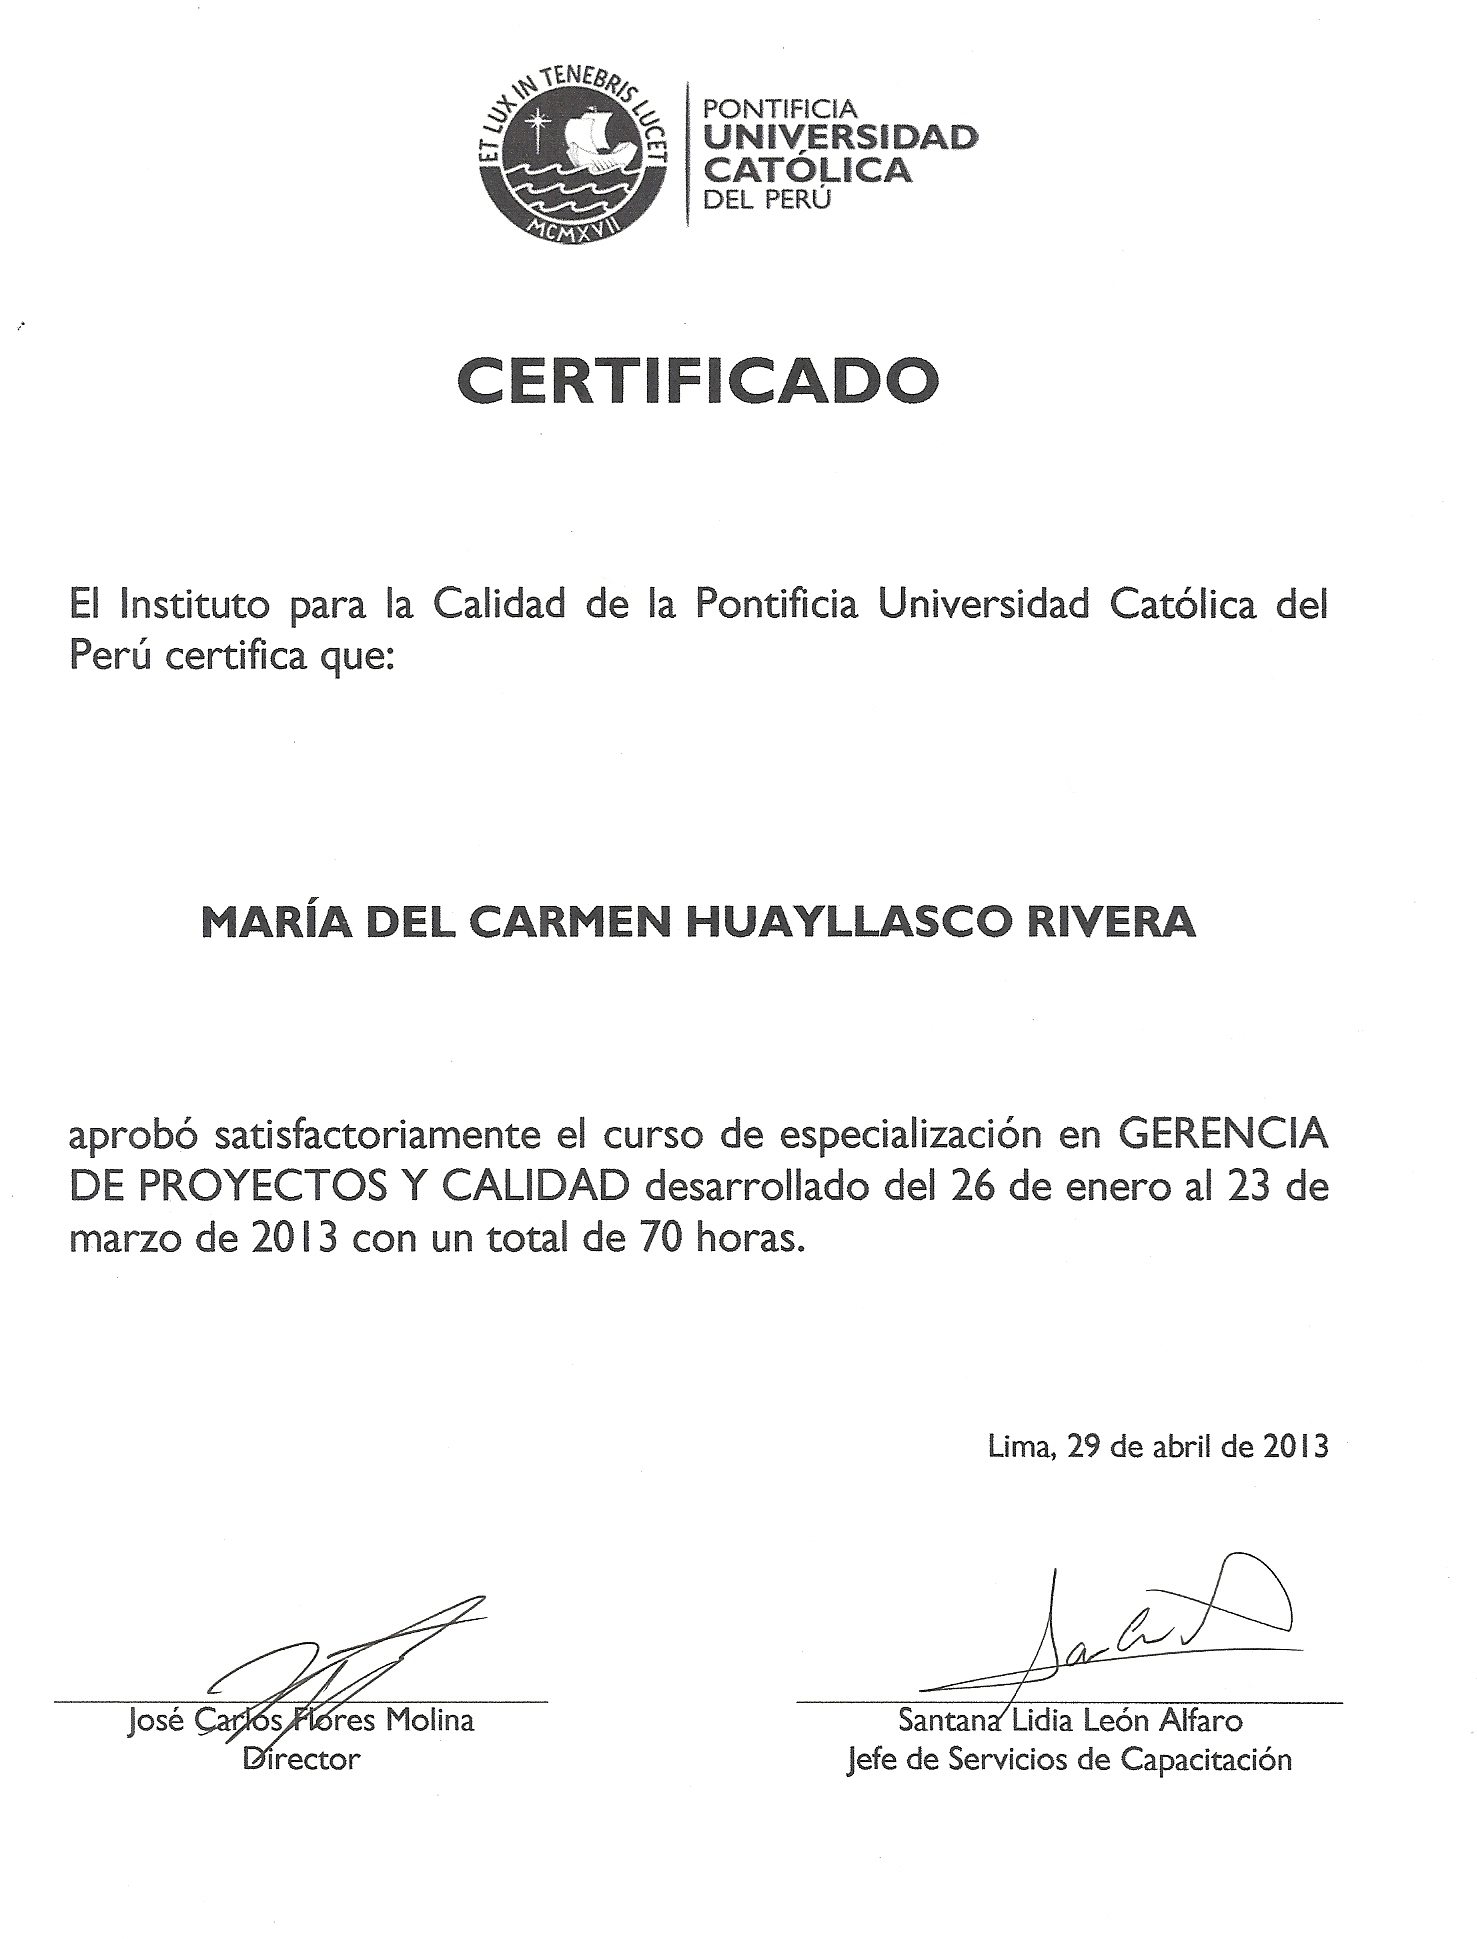 ET LUX IN TENEBRIS LUCET
MCMXVII
PONTIFICIA
UNIVERSIDAD
CATÓLICA
DEL PERÚ
CERTIFICADO
El Instituto para la Calidad de la Pontificia Universidad Católica del
Perú certifica que:
MARÍA DEL CARMEN HUAYLLASCO RIVERA
aprobó satisfactoriamente el curso de especialización en GERENCIA
DE PROYECTOS Y CALIDAD desarrollado del 26 de enero al 23 de
marzo de 2013 con un total de 70 horas.
Lima, 29 de abril de 2013
José Carlos Flores Molina
Director
Santana Lidia León Alfaro
Jefe de Servicios de Capacitación